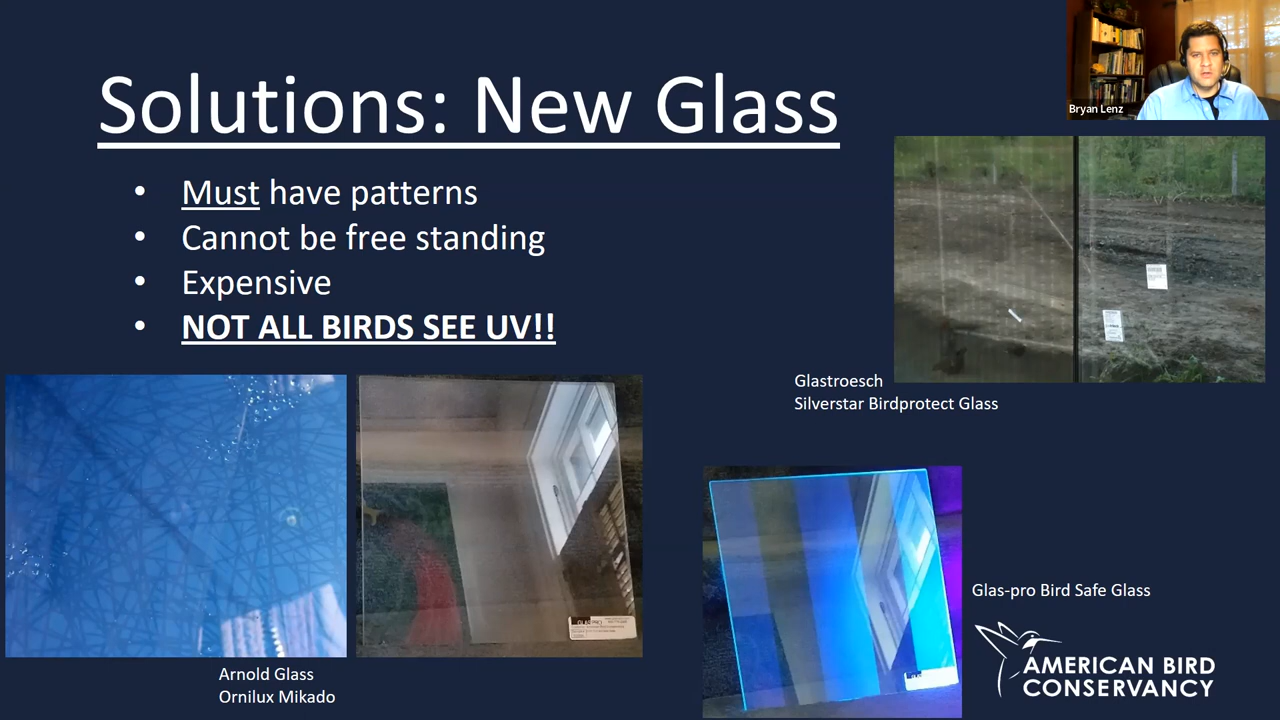 Solutions: New Glass
Bryan Lenz
• Must have patterns
• Cannot be free standing
• Expensive
• NOT ALL BIRDS SEE UV!!
Glastroesch
Silverstar Birdprotect Glass
Glas-pro Bird Safe Glass
Arnold Glass
Ornilux Mikado
AMERICAN BIRD
CONSERVANCY